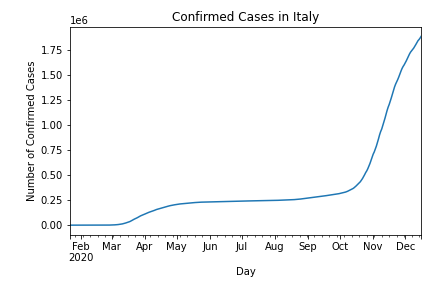 Confirmed Cases in Italy
1e6
Number of Confirmed Cases
1.75
1.50
1.25
1.00
0.75
0.50
0.25
0.00
Feb Mar Apr May Jun Jul Aug Sep Oct Nov Dec
2020
Day